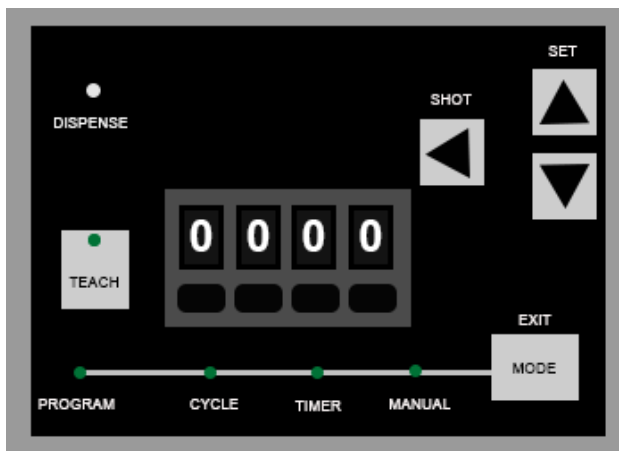 SET
SHOT
DISPENSE
0 0 0 0
TEACH
EXIT
MODE
PROGRAM CYCLE TIMER MANUAL